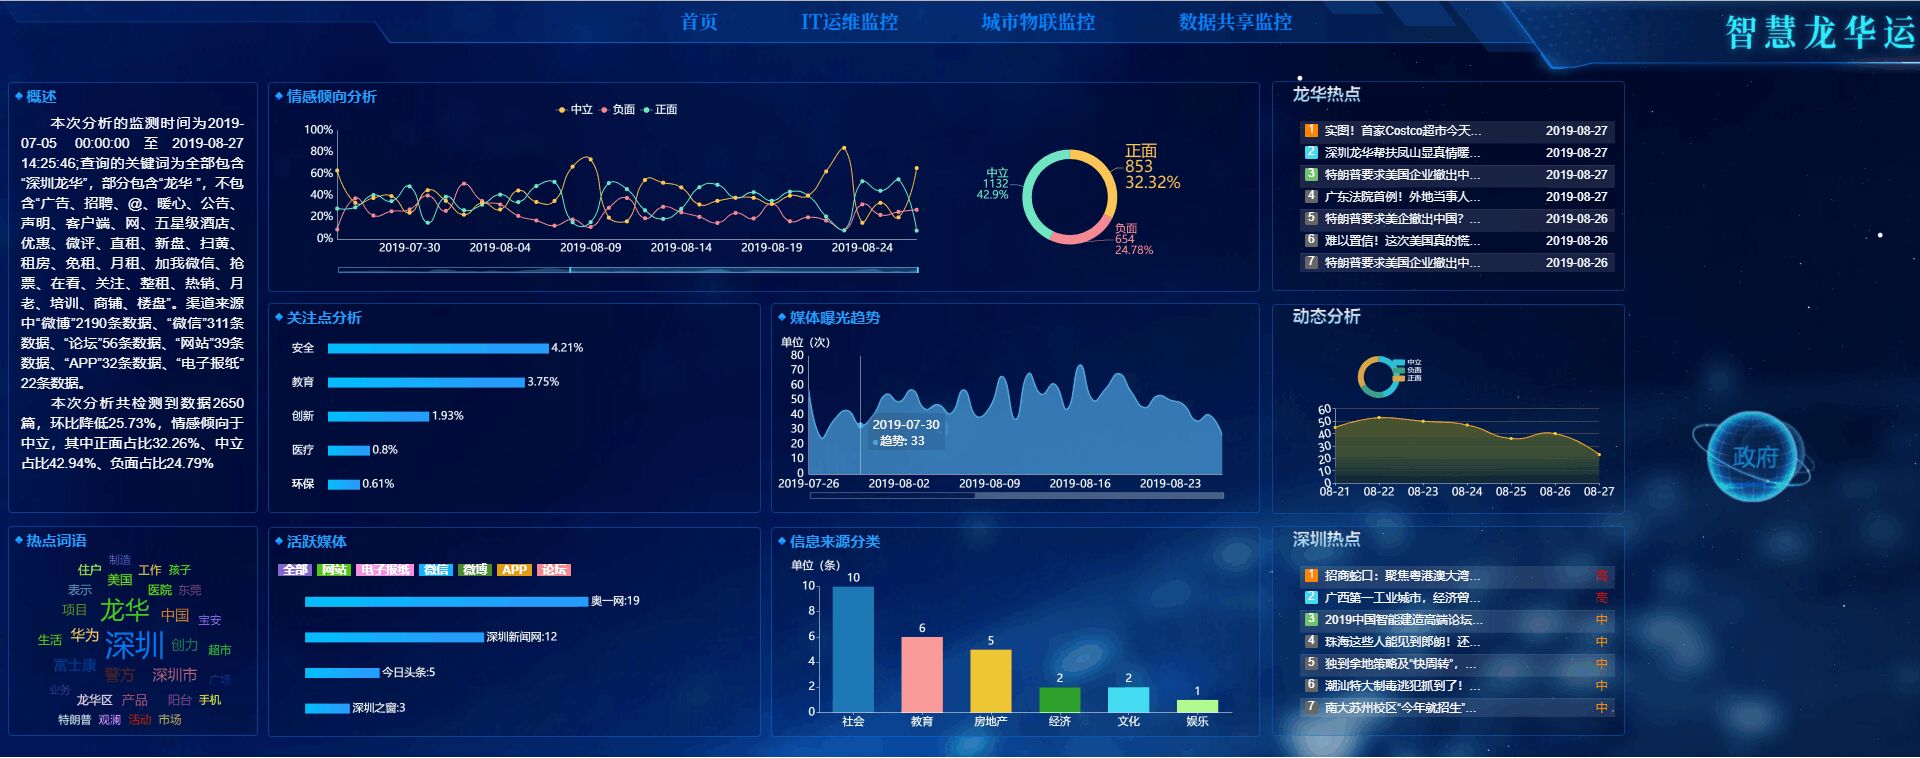 首页 IT运维监控 城市物联监控 数据共享监控
智慧龙华运
概述
本次分析的监测时间为2019-
07-05 00:00:00 至 2019-08-27
14:25:46;查询的关键词为全部包含
“深圳龙华”，部分包含“龙华 ”，不包
含“广告、招聘、@、暖心、公告、
声明、客户端、网、五星级酒店、
优惠、微评、直租、新盘、扫黄、
租房、免租、月租、加我微信、抢
票、在看、关注、整租、热销、月
老、培训、商铺、楼盘”。渠道来源
中“微博”2190条数据、“微信”311条
数据、“论坛”56条数据、“网站”39条
数据、“APP”32条数据、“电子报纸”
22条数据。
本次分析共检测到数据2650
篇，环比降低25.73%，情感倾向于
中立，其中正面占比32.26%、中立
占比42.94%、负面占比24.79%
情感倾向分析
中立 负面 正面
100%
80%
60%
40%
20%
0%
2019-07-30 2019-08-04 2019-08-09 2019-08-14 2019-08-19 2019-08-24
正面
853
32.32%
中立
1132
42.9%
负面
654
24.78%
龙华热点
1 实图！首家Costco超市今天... 2019-08-27
2 深圳龙华帮扶凤山显真情暖... 2019-08-27
3 特朗普要求美国企业撤出中... 2019-08-27
4 广东法院首例！外地当事人... 2019-08-27
5 特朗普要求美企撤出中国？... 2019-08-26
6 难以置信！这次美国真的慌... 2019-08-26
7 特朗普要求美国企业撤出中... 2019-08-26
关注点分析
安全 4.21%
教育 3.75%
创新 1.93%
医疗 0.8%
环保 0.61%
媒体曝光趋势
单位（次）
80
70
60
50
40
30
20
10
0
2019-07-30
趋势: 33
2019-07-26 2019-08-02 2019-08-09 2019-08-16 2019-08-23
动态分析
中立
负面
正面
60
50
40
30
20
10
0
08-21 08-22 08-23 08-24 08-25 08-26 08-27
政府
热点词语
制造
住户 工作 孩子
美国
表示 医院 东莞
项目 龙华 中国 宝安
生活 华为 深圳 创力 超市
富士康 警方 深圳市 广场
业务
龙华区 产品 阳台 手机
特朗普 观澜 活动 市场
活跃媒体
全部 网站 电子报纸 微信 微博 APP 论坛
奥一网:19
深圳新闻网:12
今日头条:5
深圳之窗:3
信息来源分类
单位（条）
10
8
6
4
2
0
10
6
5
2
2
1
社会 教育 房地产 经济 文化 娱乐
深圳热点
1 招商蛇口：聚焦粤港澳大湾... 高
2 广西第一工业城市，经济曾... 高
3 2019中国智能建造高端论坛... 中
4 珠海这些人能见到郎朗！还... 中
5 独到拿地策略及“快周转”，... 中
6 潮汕特大制毒逃犯抓到了！... 中
7 南大苏州校区“今年就招生”... 中